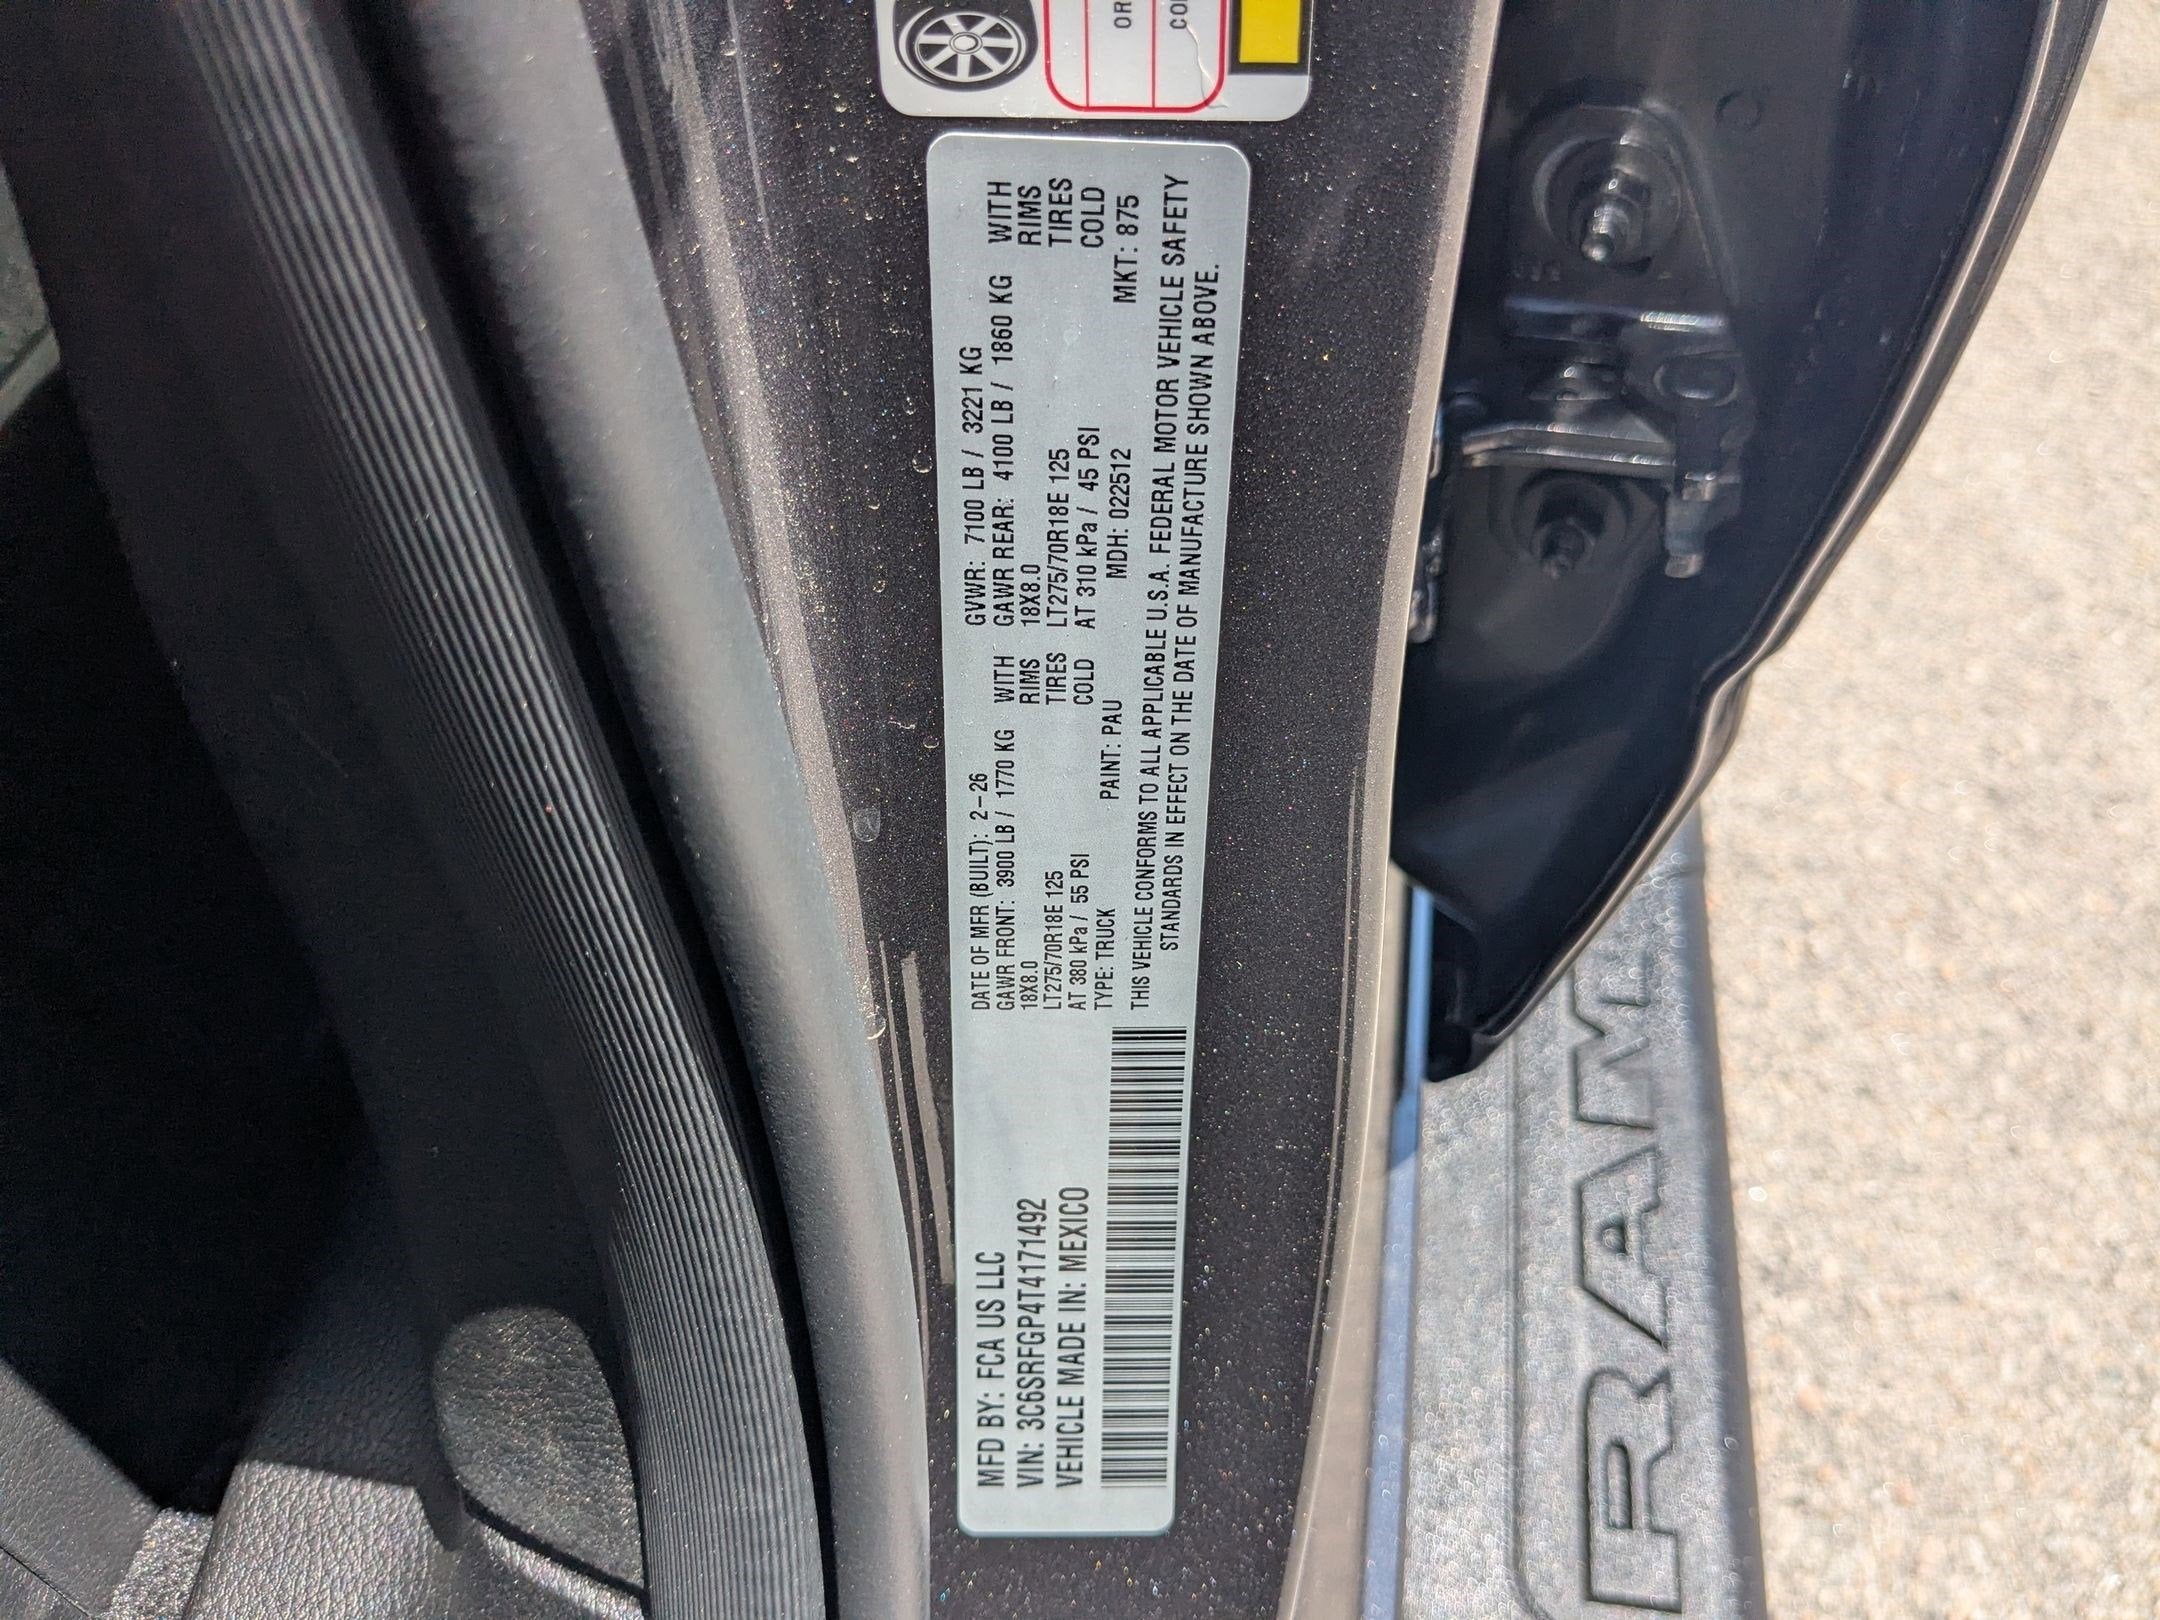 OR
COL
MFD BY: FCA US LLC
VIN: 3C6SRFGP4T4171492
VEHICLE MADE IN: MEXICO
DATE OF MFR (BUILT): 2-26 GVWR: 7100 LB / 3221 KG
GAWR FRONT: 3900 LB / 1770 KG WITH GAWR REAR: 4100 LB / 1860 KG WITH
18X8.0 RIMS 18X8.0 RIMS
LT275/70R18E 125 TIRES LT275/70R18E 125 TIRES
AT 380 kPa / 55 PSI COLD AT 310 kPa / 45 PSI COLD
TYPE: TRUCK PAINT: PAU MDH: 022512 MKT: 875
THIS VEHICLE CONFORMS TO ALL APPLICABLE U.S.A. FEDERAL MOTOR VEHICLE SAFETY
STANDARDS IN EFFECT ON THE DATE OF MANUFACTURE SHOWN ABOVE.
RAM